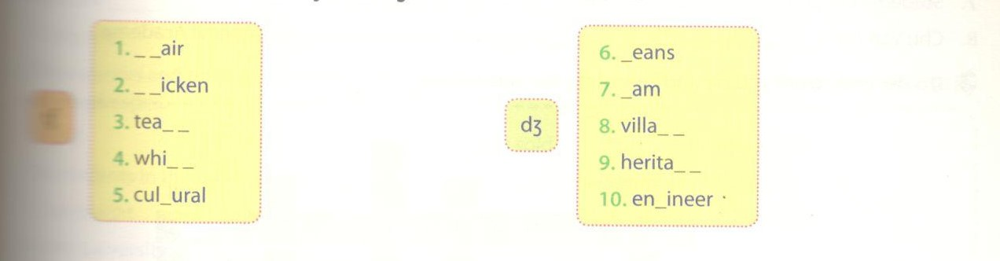 1. _ _air
2. _ _icken
3. tea_ _
4. whi_ _
5. cul_ural
dʒ
6. _eans
7. _am
8. villa_ _
9. herita_ _
10. en_ineer